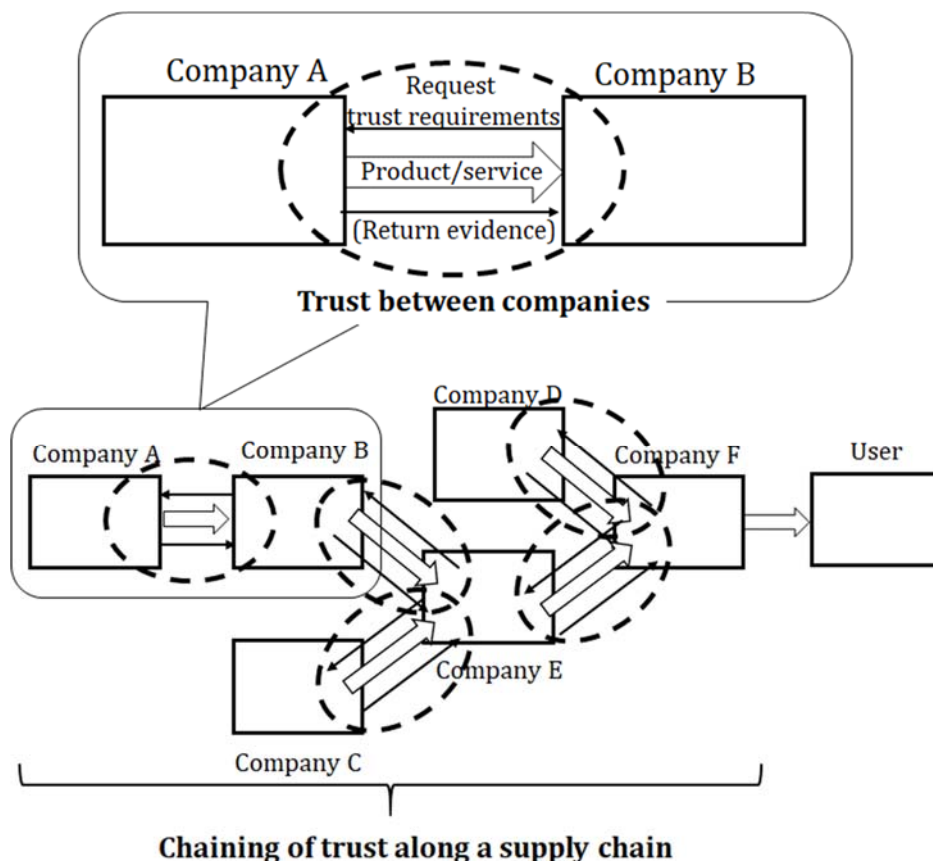 Company A
Company B
Request
trust requirements
Product/service
(Return evidence)
Trust between companies
Company D
Company A
Company B
Company F
User
Company E
Company C
Chaining of trust along a supply chain